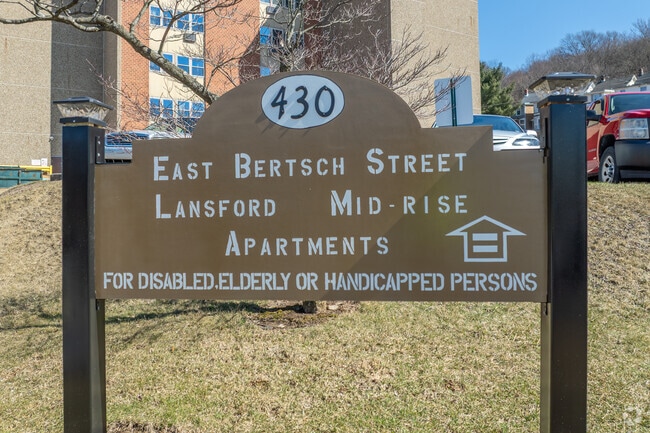 430
EAST BERTSCH STREET
LANSFORD MID-RISE
APARTMENTS
FOR DISABLED.ELDERLY OR HANDICAPPED PERSONS